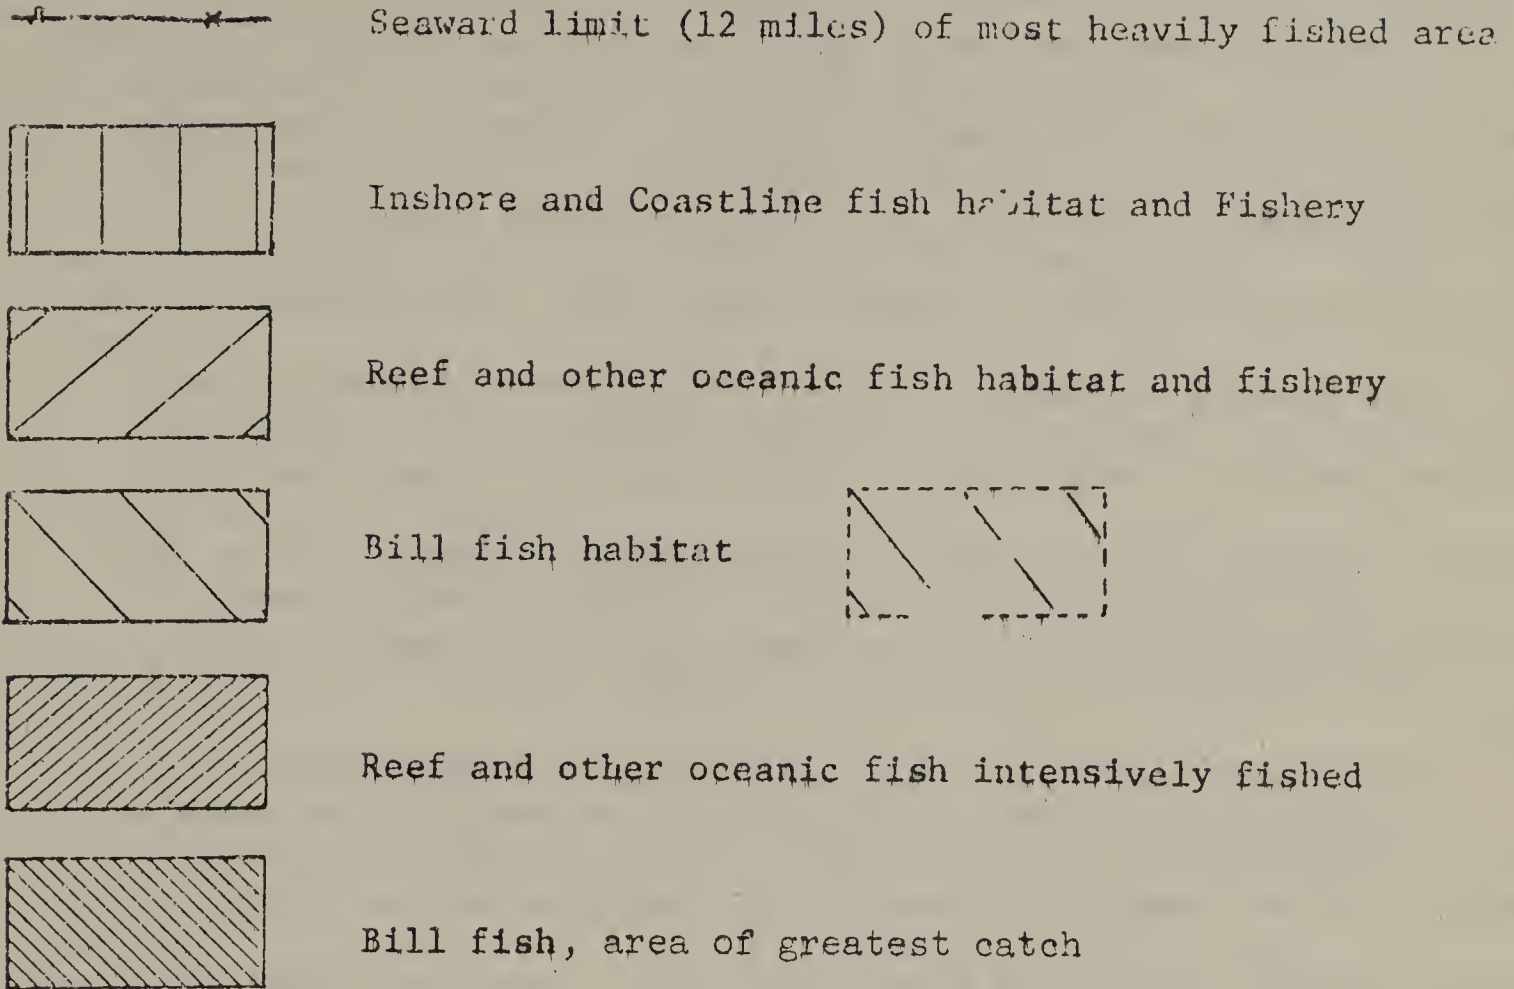 Seaward limit (12 miles) of most heavily fished area
Inshore and Coastline fish habitat and Fishery
Reef and other oceanic fish habitat and fishery
Bill fish habitat
Reef and other oceanic fish intensively fished
Bill fish, area of greatest catch